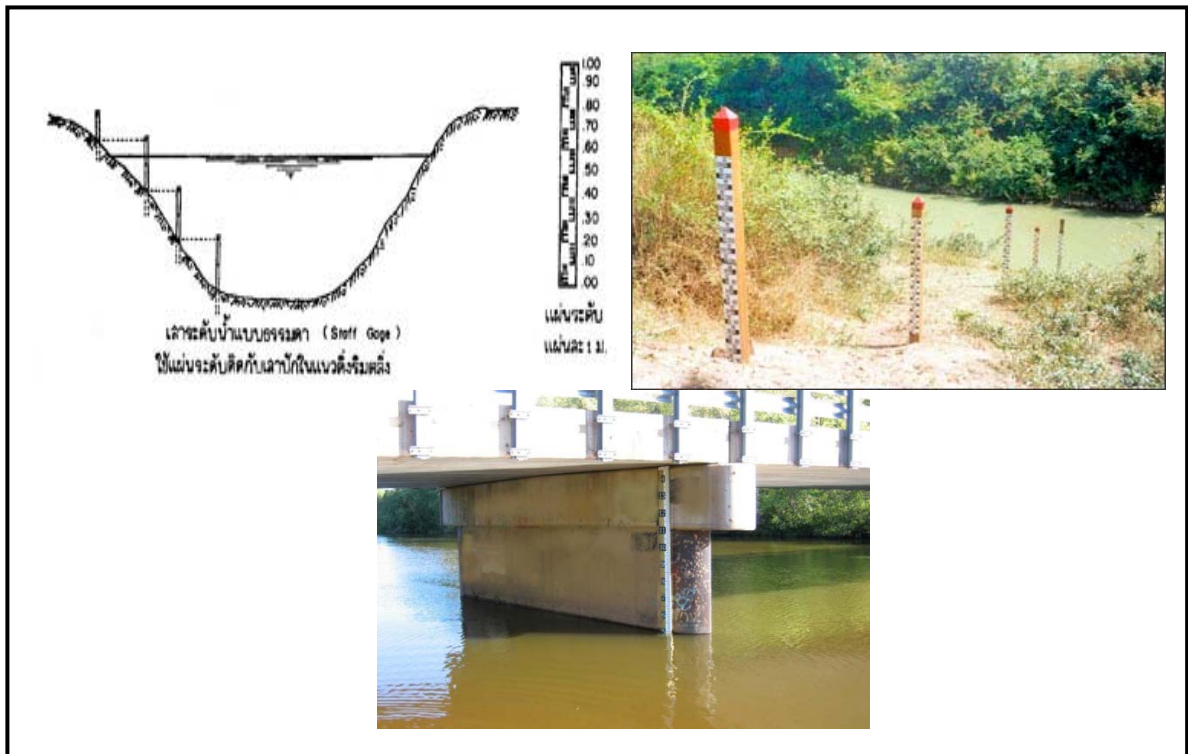 1.00
.90
.80
.70
.60
.50
.40
.30
.20
.10
.00
เสาระดับน้ำแบบธรรมดา (Staff Gage)
ใช้แผ่นระดับติดกับเสาปักในแนวดิ่งริมตลิ่ง
แผ่นระดับ
แผ่นละ 1 ม.